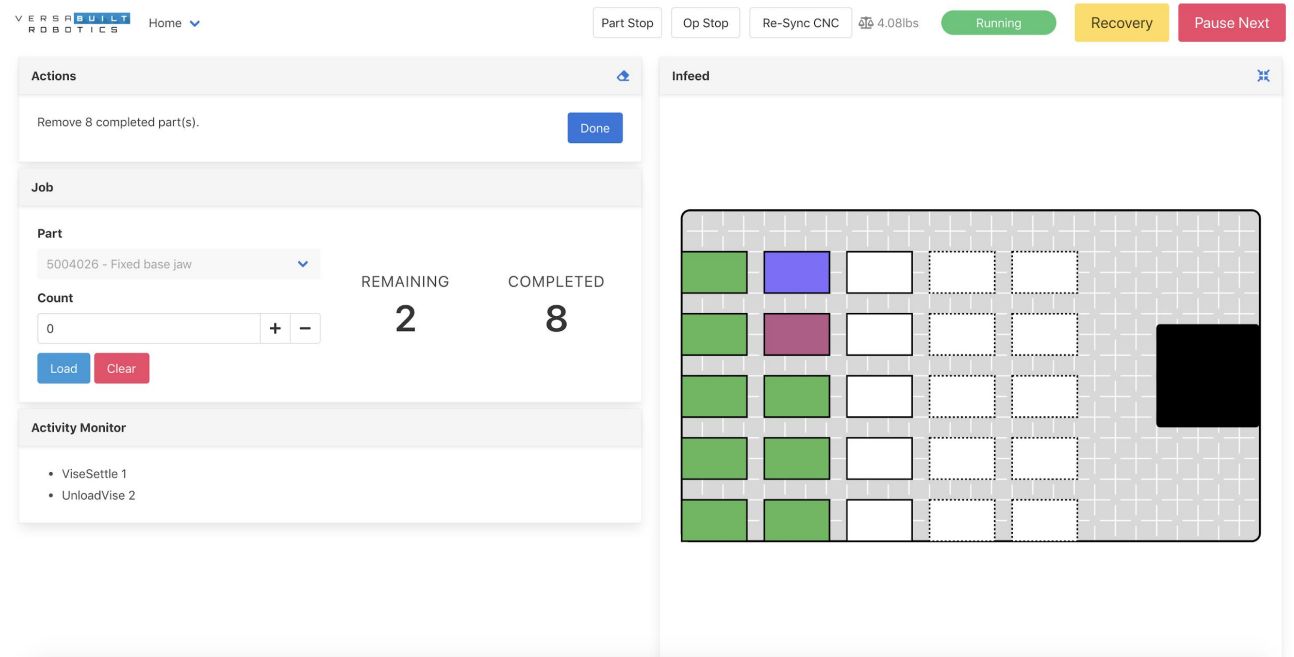 VERSABUILT
ROBOTICS
Home
Part Stop
Op Stop
Re-Sync CNC
4.08lbs
Running
Recovery
Pause Next
Actions
Remove 8 completed part(s).
Done
Job
Part
5004026 - Fixed base jaw
Count
0
+
−
Load
Clear
REMAINING
2
COMPLETED
8
Activity Monitor
• ViseSettle 1
• UnloadVise 2
Infeed